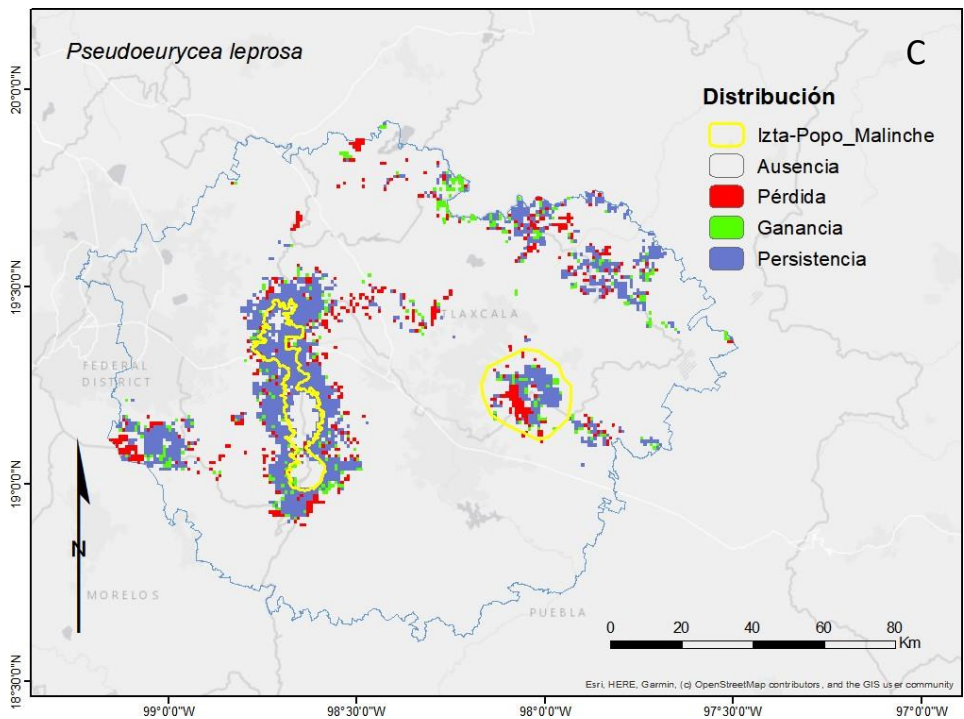 Pseudoeurycea leprosa
C
Distribución
Izta-Popo_Malinche
Ausencia
Pérdida
Ganancia
Persistencia
TLAXCALA
FEDERAL
DISTRICT
N
MORELOS
PUEBLA
0 20 40 60 80
Km
Esri, HERE, Garmin, (c) OpenStreetMap contributors, and the GIS user community
20°0'0"N
19°30'0"N
19°0'0"N
18°30'0"N
99°0'0"W 98°30'0"W 98°0'0"W 97°30'0"W 97°0'0"W